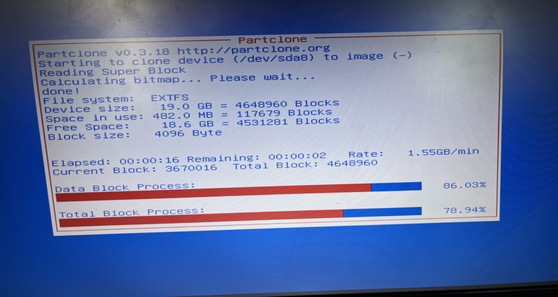 Partclone
Partclone v0.3.18 http://partclone.org
Starting to clone device (/dev/sda8) to image (-)
Reading Super Block
Calculating bitmap... Please wait...
done!
File system: EXTFS
Device size: 19.0 GB = 4648960 Blocks
Space in use: 482.0 MB = 117679 Blocks
Free Space: 18.6 GB = 4531281 Blocks
Block size: 4096 Byte
Elapsed: 00:00:16 Remaining: 00:00:02 Rate: 1.55GB/min
Current Block: 3670016 Total Block: 4648960
Data Block Process:
86.03%
Total Block Process:
78.94%